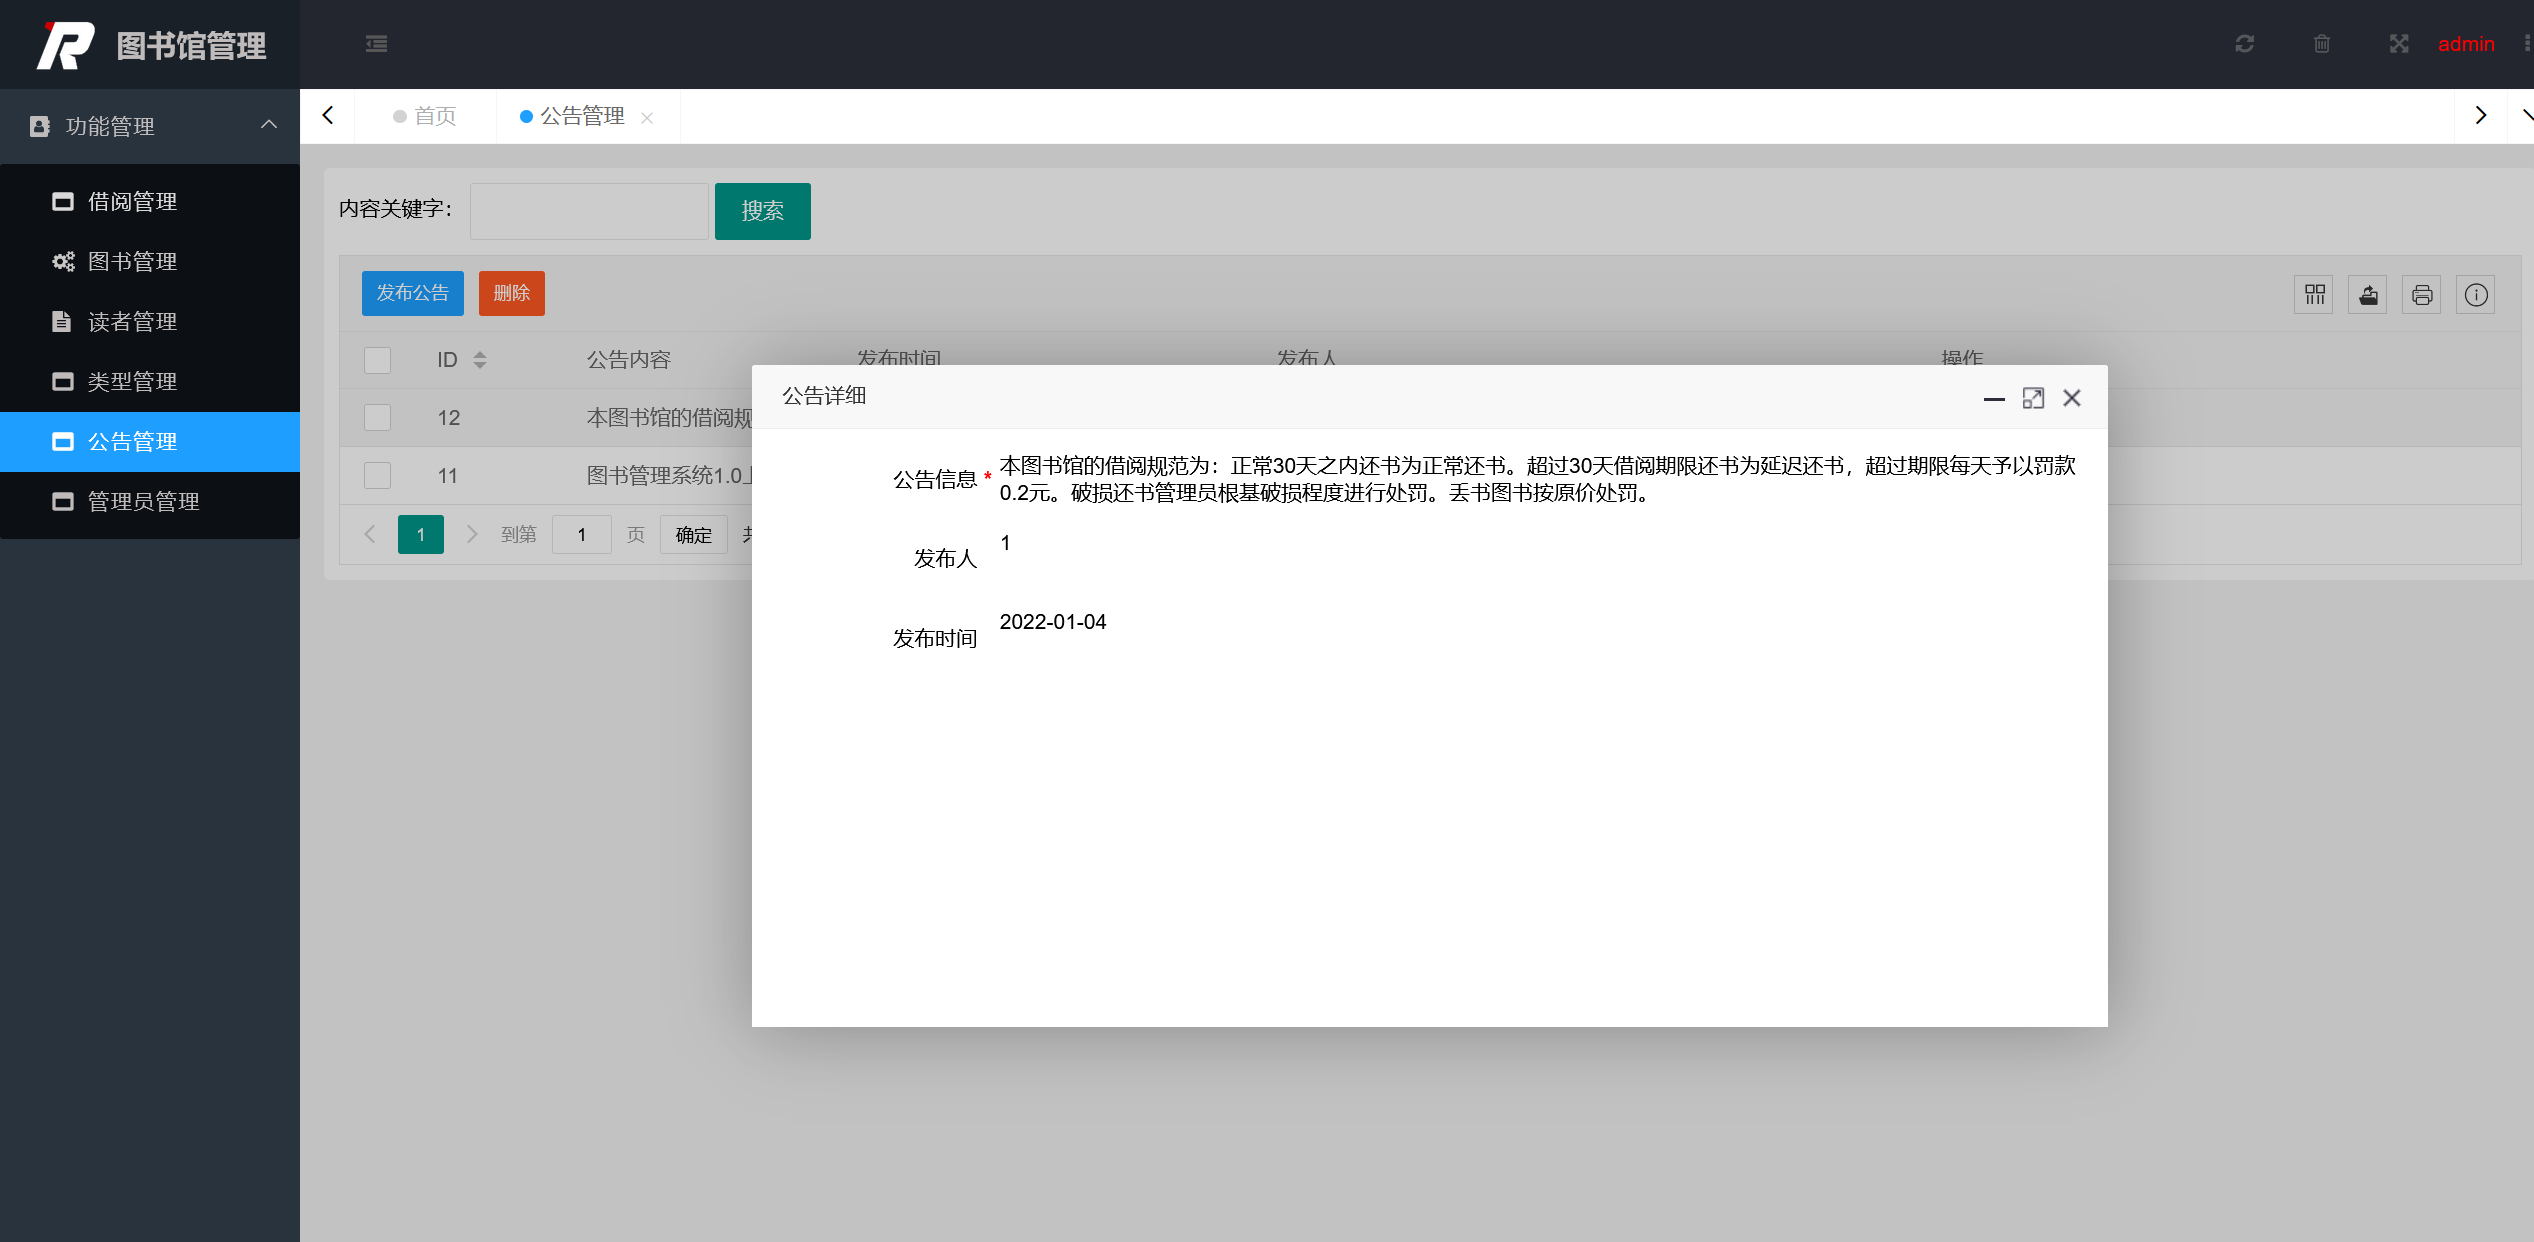 图书馆管理
admin
功能管理
首页
公告管理
借阅管理
图书管理
读者管理
类型管理
公告管理
管理员管理
内容关键字：
搜索
发布公告
删除
ID
公告内容
发布时间
发布人
操作
12
本图书馆的借阅规
11
图书管理系统1.0上
1
到第
1
页
确定
共
公告详细
公告信息 *
本图书馆的借阅规范为：正常30天之内还书为正常还书。超过30天借阅期限还书为延迟还书，超过期限每天予以罚款
0.2元。破损还书管理员根基破损程度进行处罚。丢书图书按原价处罚。
发布人
1
发布时间
2022-01-04